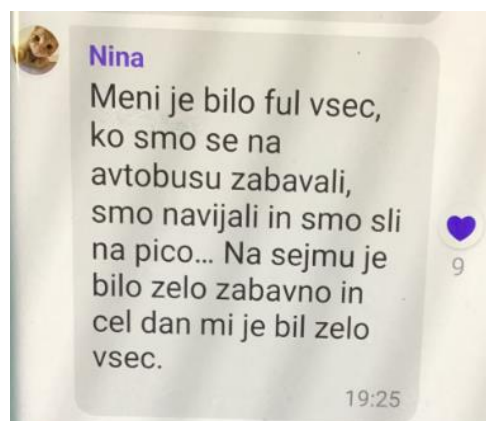 Nina
Meni je bilo ful vsec,
ko smo se na
avtobusu zabavali,
smo navijali in smo sli
na pico... Na sejmu je
bilo zelo zabavno in
cel dan mi je bil zelo
vsec.
9
19:25